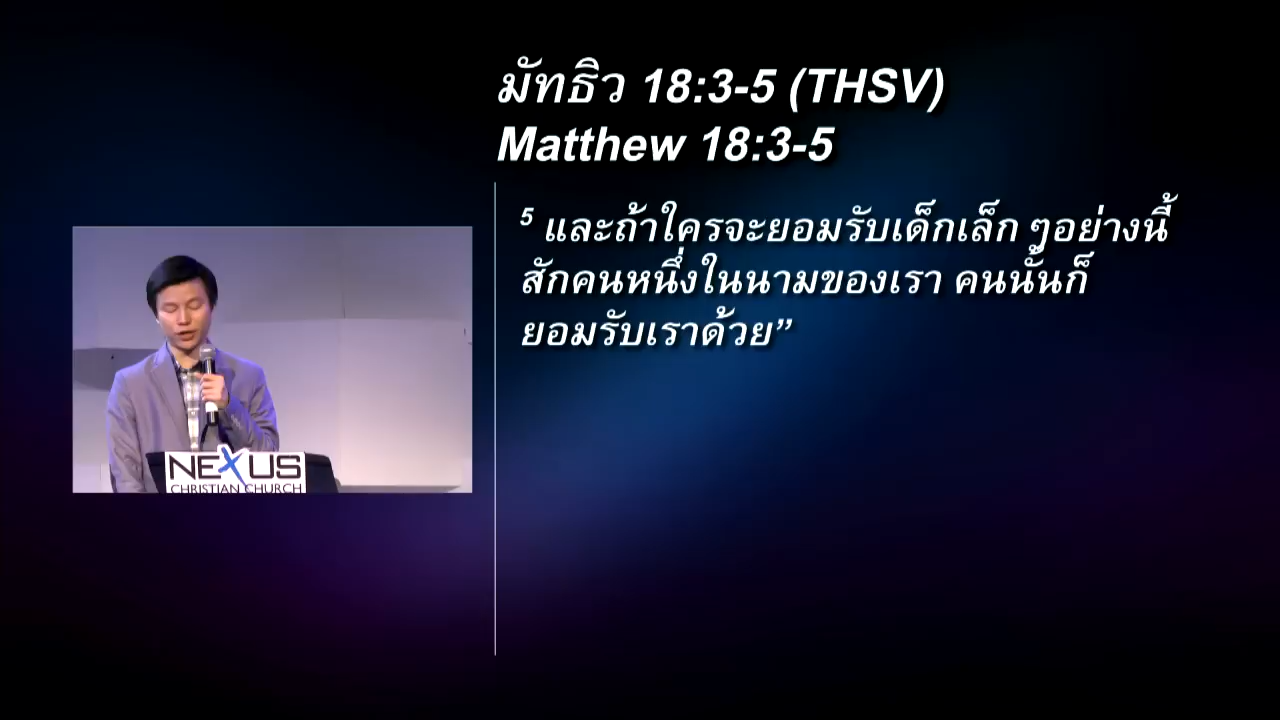 มัทธิว 18:3-5 (THSV)
Matthew 18:3-5
5 และถ้าใครจะยอมรับเด็กเล็ก ๆอย่างนี้
สักคนหนึ่งในนามของเรา คนนั้นก็
ยอมรับเราด้วย”
NEXUS
CHRISTIAN CHURCH